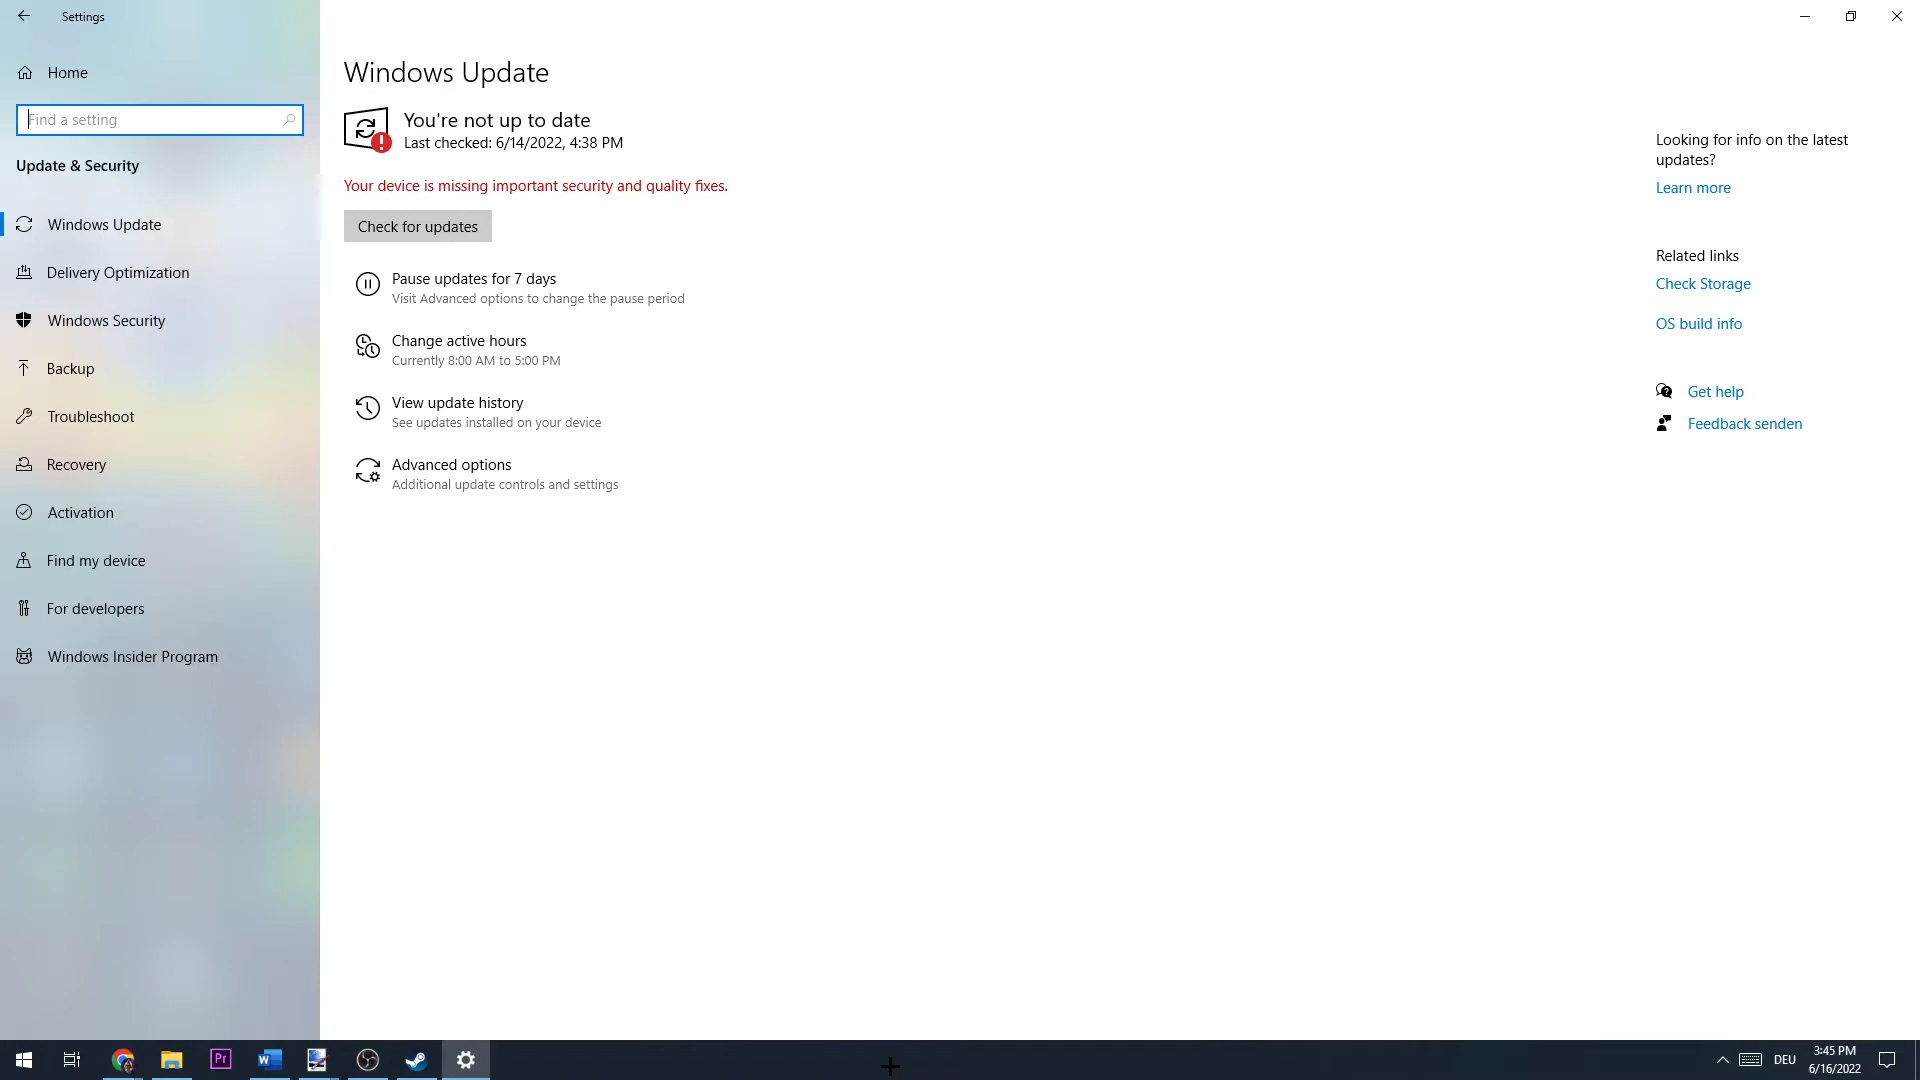 Settings
Home
Find a setting
Update & Security
Windows Update
Delivery Optimization
Windows Security
Backup
Troubleshoot
Recovery
Activation
Find my device
For developers
Windows Insider Program
Windows Update
You're not up to date
Last checked: 6/14/2022, 4:38 PM
Your device is missing important security and quality fixes.
Check for updates
Pause updates for 7 days
Visit Advanced options to change the pause period
Change active hours
Currently 8:00 AM to 5:00 PM
View update history
See updates installed on your device
Advanced options
Additional update controls and settings
Looking for info on the latest
updates?
Learn more
Related links
Check Storage
OS build info
Get help
Feedback senden
Pr
W
DEU
3:45 PM
6/16/2022